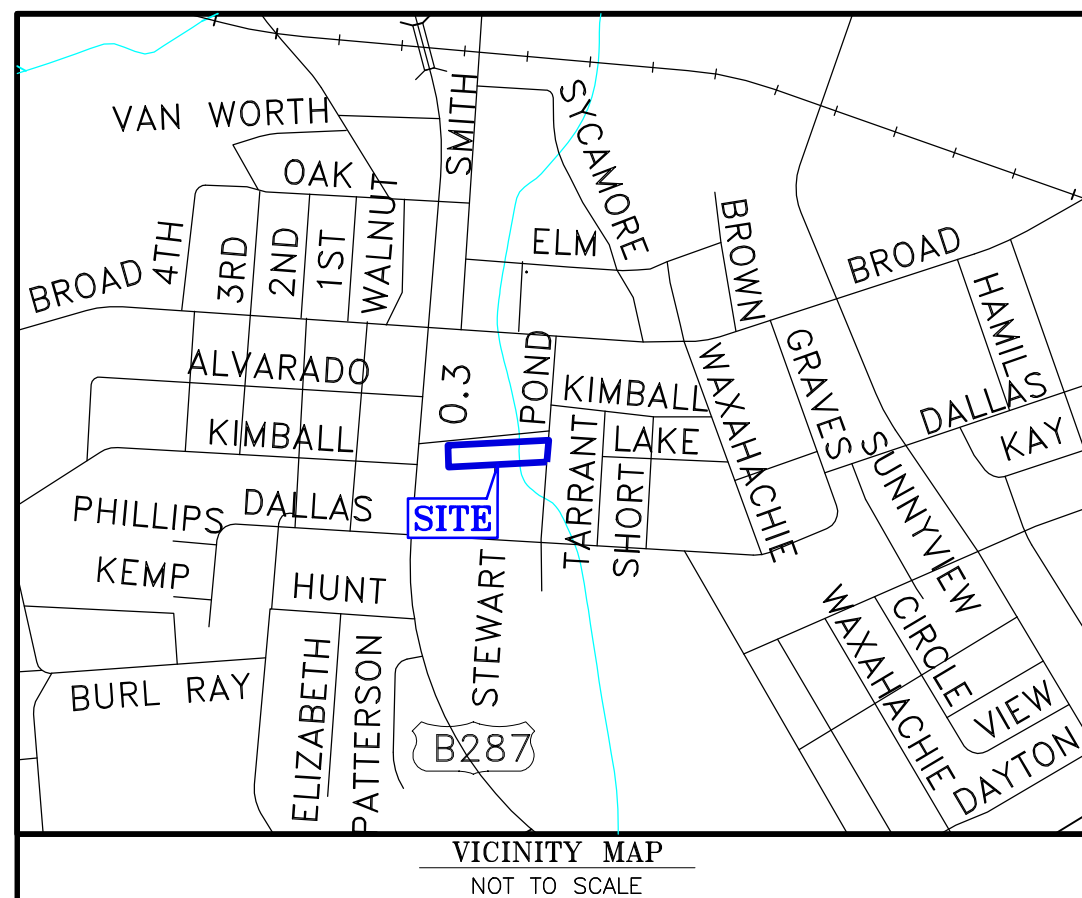 VAN WORTH
SMITH
SYCAMORE
OAK
WALNUT
4TH
3RD
2ND
1ST
ELM
BROWN
BROAD
BROAD
HAMILS
ALVARADO
0.3
POND
KIMBALL
WAXAHACHIE
GRAVES
DALLAS
KIMBALL
TARRANT
LAKE
KAY
SHORT
SUNNYVIEW
PHILLIPS
DALLAS
SITE
KEMP
HUNT
STEWART
WAXAHACHIE
CIRCLE
BURL RAY
ELIZABETH
PATTERSON
B287
VIEW
DAYTON
VICINITY MAP
NOT TO SCALE